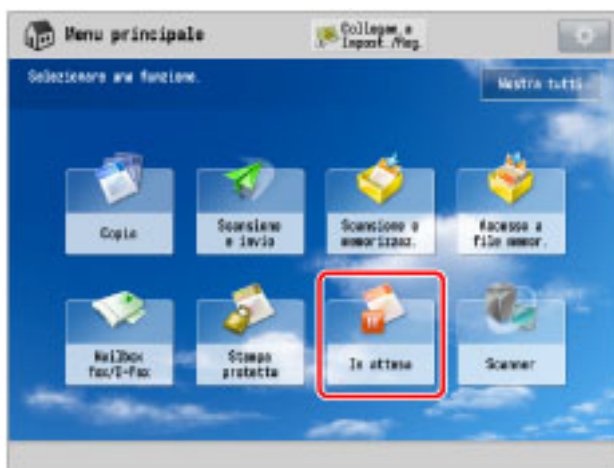 Menu principale
Collegam. a
Impost./Reg.
Selezionare una funzione.
Mostra tutti
Copia
Scansione
e invio
Scansione e
memorizzaz.
Accesso a
file memor.
Mailbox
fax/I-Fax
Stampa
protetta
In attesa
Scanner